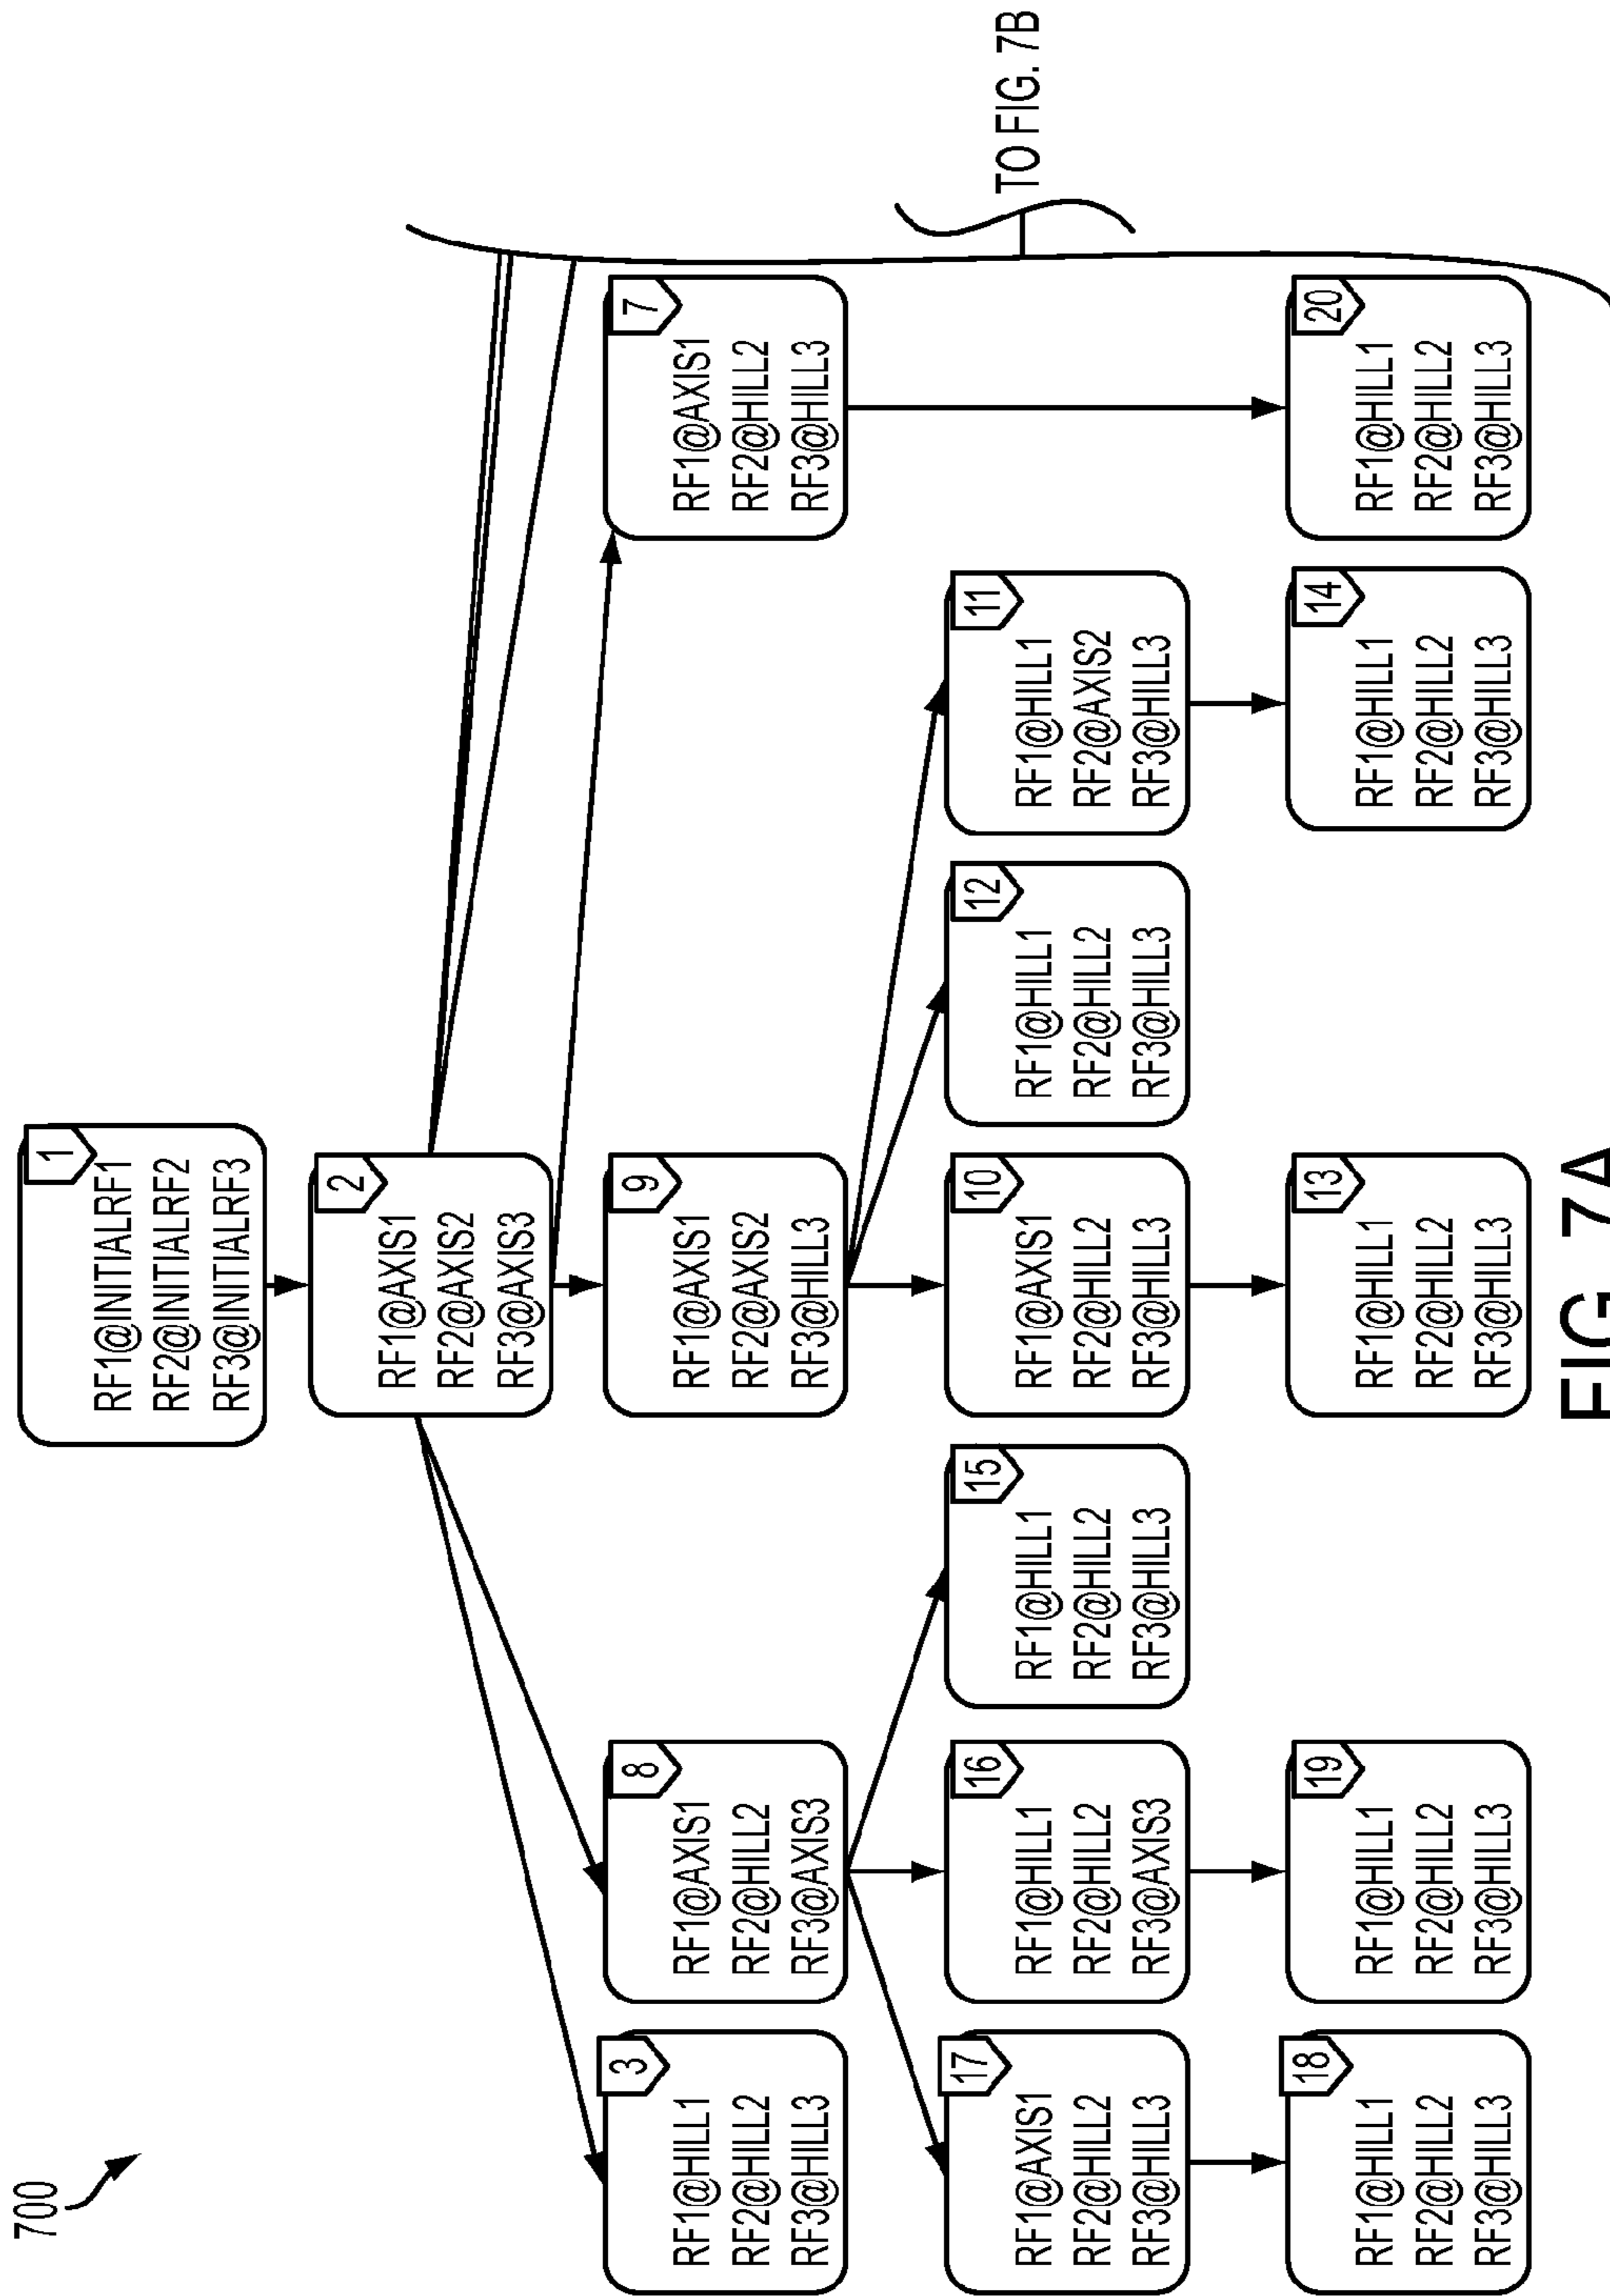 700
1
RF1@INITIALRF1
RF2@INITIALRF2
RF3@INITIALRF3
2
RF1@AXIS1
RF2@AXIS2
RF3@AXIS3
3
RF1@HILL1
RF2@HILL2
RF3@HILL3
8
RF1@AXIS1
RF2@HILL2
RF3@AXIS3
9
RF1@AXIS1
RF2@AXIS2
RF3@HILL3
7
RF1@AXIS1
RF2@HILL2
RF3@HILL3
TO FIG. 7B
17
RF1@AXIS1
RF2@HILL2
RF3@HILL3
16
RF1@HILL1
RF2@HILL2
RF3@AXIS3
15
RF1@HILL1
RF2@HILL2
RF3@HILL3
10
RF1@AXIS1
RF2@HILL2
RF3@HILL3
12
RF1@HILL1
RF2@HILL2
RF3@HILL3
11
RF1@HILL1
RF2@AXIS2
RF3@HILL3
18
RF1@HILL1
RF2@HILL2
RF3@HILL3
19
RF1@HILL1
RF2@HILL2
RF3@HILL3
13
RF1@HILL1
RF2@HILL2
RF3@HILL3
14
RF1@HILL1
RF2@HILL2
RF3@HILL3
20
RF1@HILL1
RF2@HILL2
RF3@HILL3
FIG. 7A